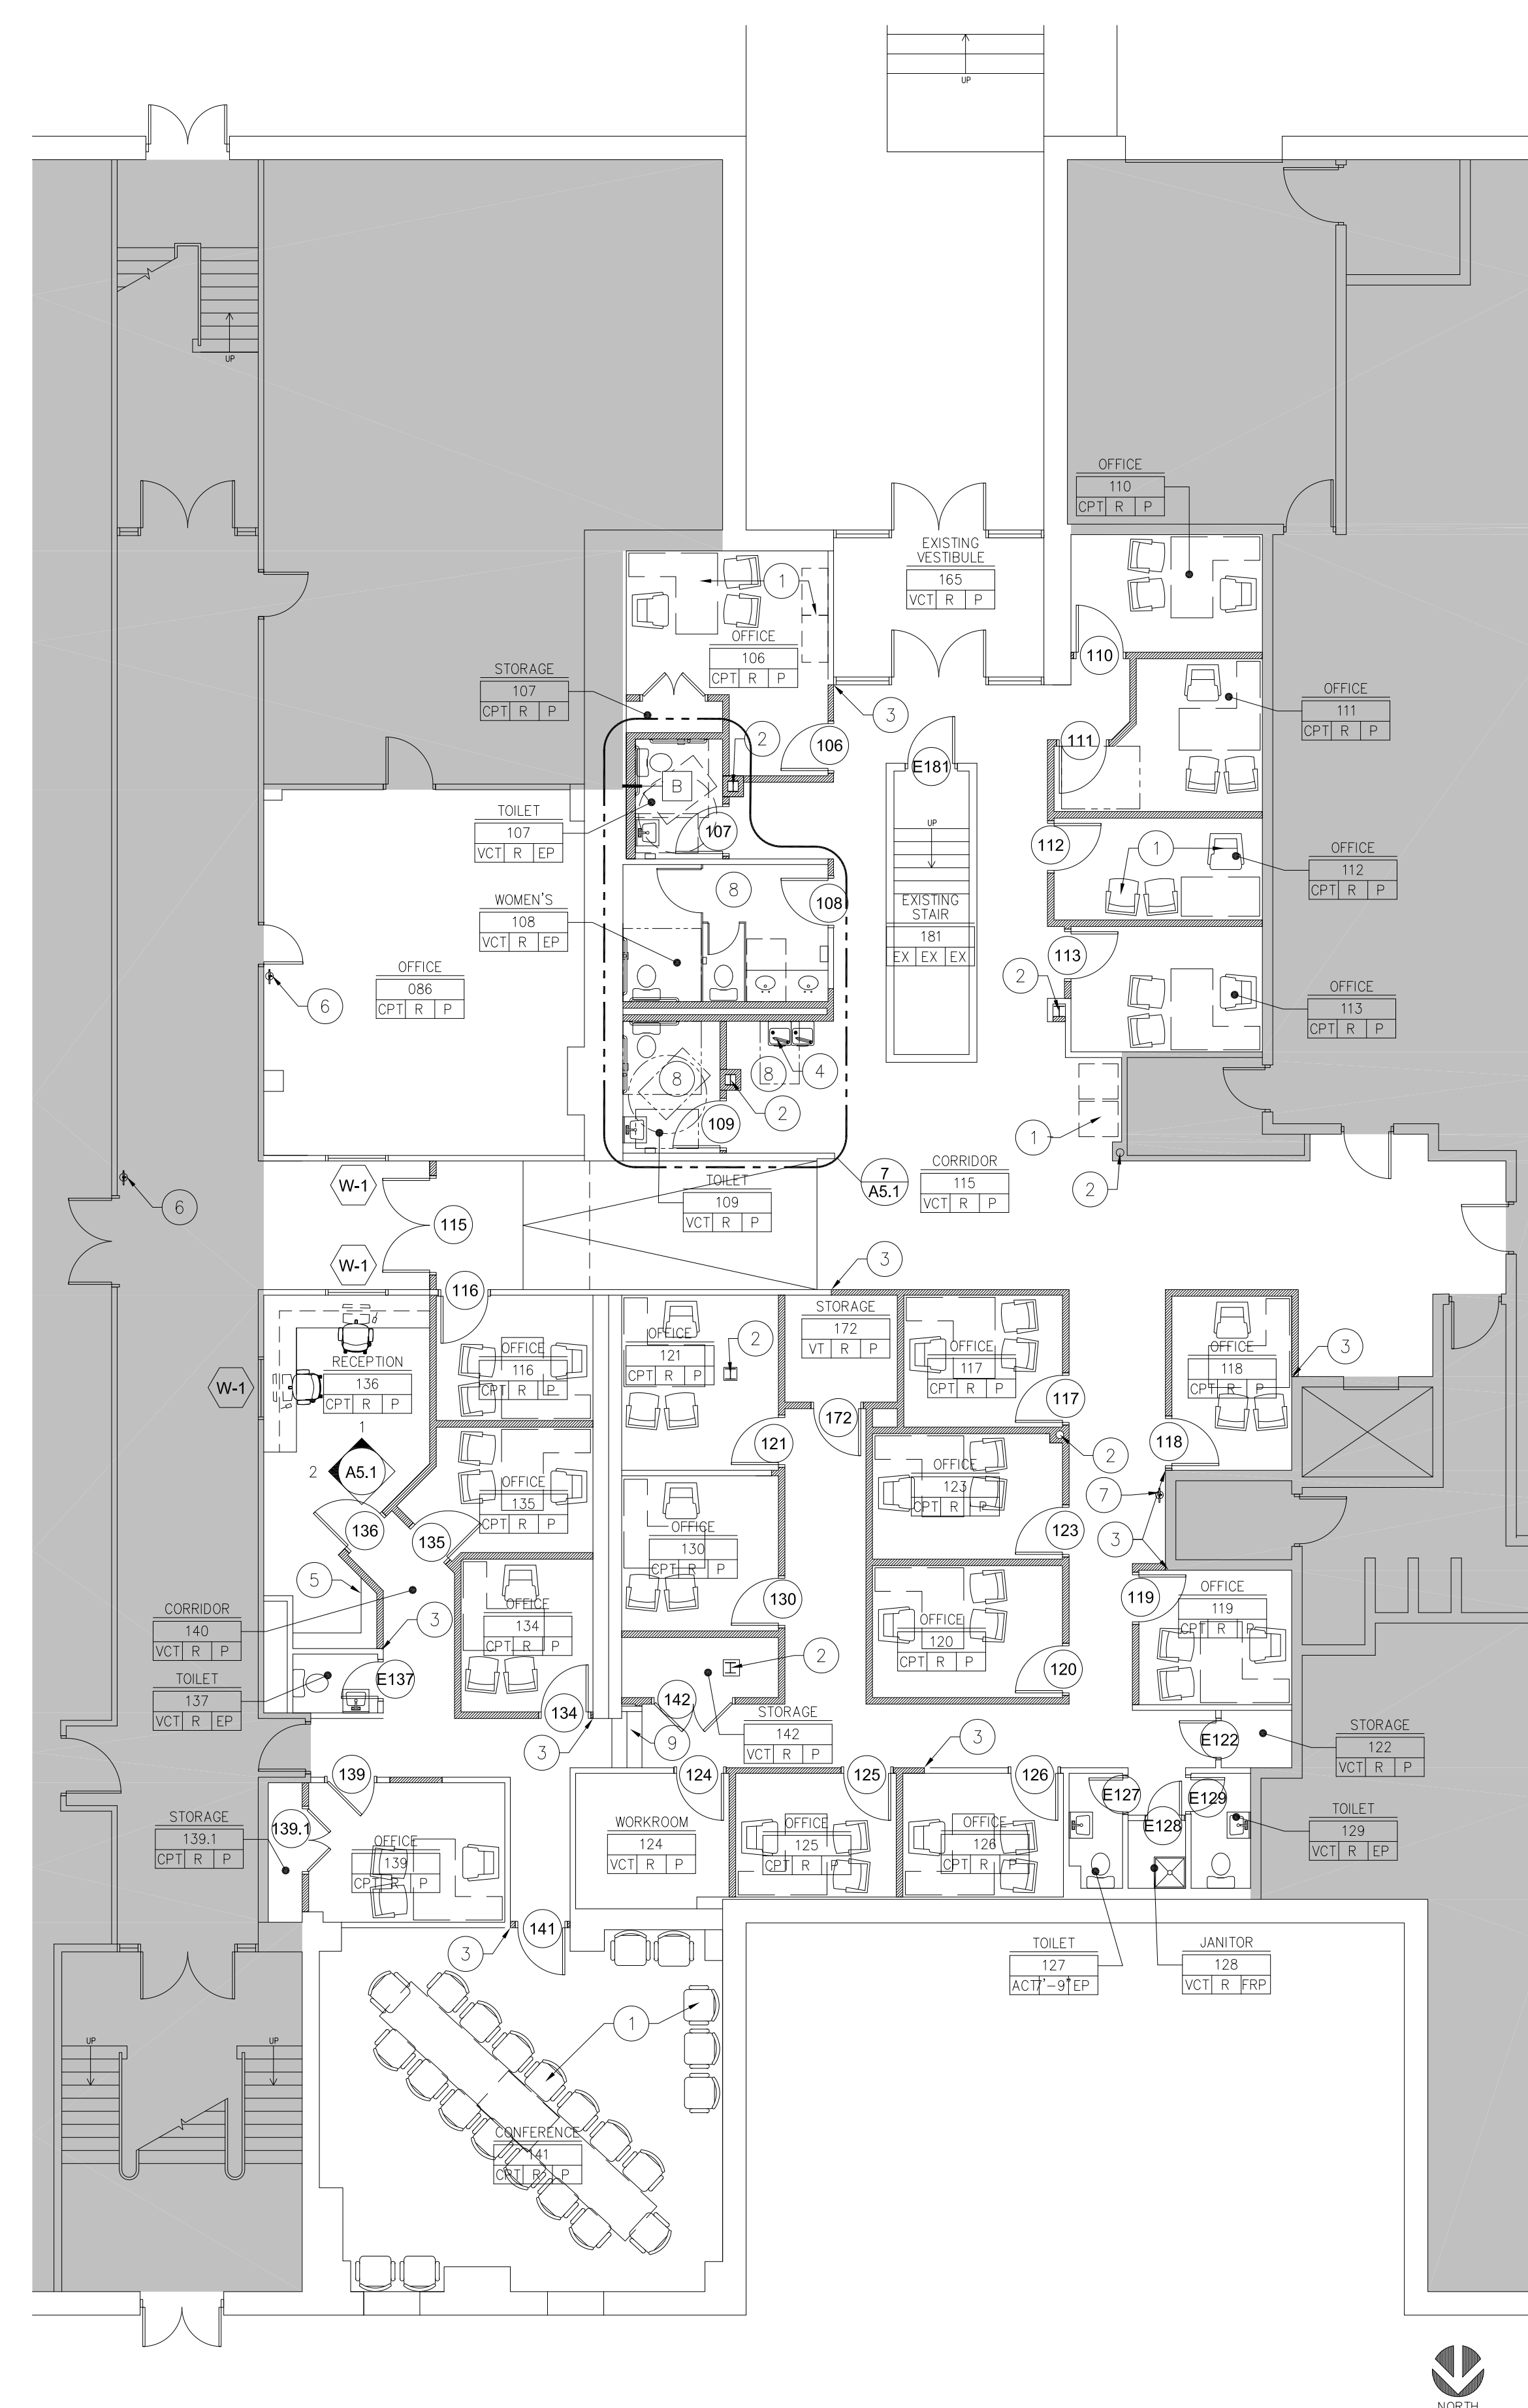 UP
UP
OFFICE
110
CPT R P
EXISTING
VESTIBULE
165
VCT R P
1
OFFICE
106
CPT R P
110
STORAGE
107
CPT R P
OFFICE
111
CPT R P
3
2
106
111
E181
B
TOILET
107
VCT R EP
107
UP
112
1
OFFICE
112
CPT R P
8
WOMEN'S
108
VCT R EP
108
EXISTING
STAIR
181
EX EX EX
113
OFFICE
086
CPT R P
6
2
OFFICE
113
CPT R P
8
8
4
2
109
1
W-1
6
TOILET
109
VCT R P
7
A5.1
CORRIDOR
115
VCT R P
2
115
W-1
3
116
STORAGE
172
VT R P
RECEPTION
136
CPT R P
W-1
OFFICE
116
CPT R P
OFFICE
121
CPT R P
2
OFFICE
117
CPT R P
OFFICE
118
CPT R P
3
117
172
1
2
A5.1
121
118
2
OFFICE
135
CPT R P
OFFICE
123
CPT R P
7
136
135
OFFICE
130
CPT R P
123
3
5
130
119
OFFICE
119
CPT R P
CORRIDOR
140
VCT R P
3
OFFICE
134
CPT R P
OFFICE
120
CPT R P
TOILET
137
VCT R EP
E137
2
120
134
142
STORAGE
142
VCT R P
3
9
3
E122
STORAGE
122
VCT R P
139
124
125
126
E127
E128
E129
STORAGE
139.1
CPT R P
139.1
OFFICE
139
CPT R P
WORKROOM
124
VCT R P
OFFICE
125
CPT R P
OFFICE
126
CPT R P
TOILET
129
VCT R EP
141
3
TOILET
127
ACT 7'-9" EP
JANITOR
128
VCT R FRP
1
UP
UP
CONFERENCE
141
CPT R P
NORTH